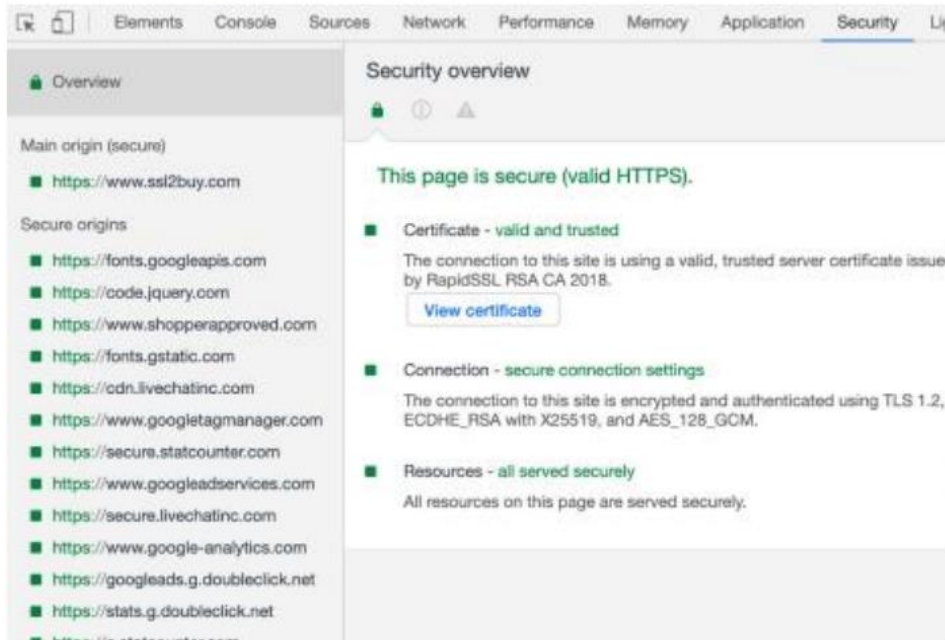 Elements Console Sources Network Performance Memory Application Security
Overview
Main origin (secure)
https://www.ssl2buy.com
Secure origins
https://fonts.googleapis.com
https://code.jquery.com
https://www.shopperapproved.com
https://fonts.gstatic.com
https://cdn.livechatinc.com
https://www.googletagmanager.com
https://secure.statcounter.com
https://www.googleadservices.com
https://secure.livechatinc.com
https://www.google-analytics.com
https://googleads.g.doubleclick.net
https://stats.g.doubleclick.net
Security overview
This page is secure (valid HTTPS).
Certificate - valid and trusted
The connection to this site is using a valid, trusted server certificate issue
by RapidSSL RSA CA 2018.
View certificate
Connection - secure connection settings
The connection to this site is encrypted and authenticated using TLS 1.2,
ECDHE_RSA with X25519, and AES_128_GCM.
Resources - all served securely
All resources on this page are served securely.